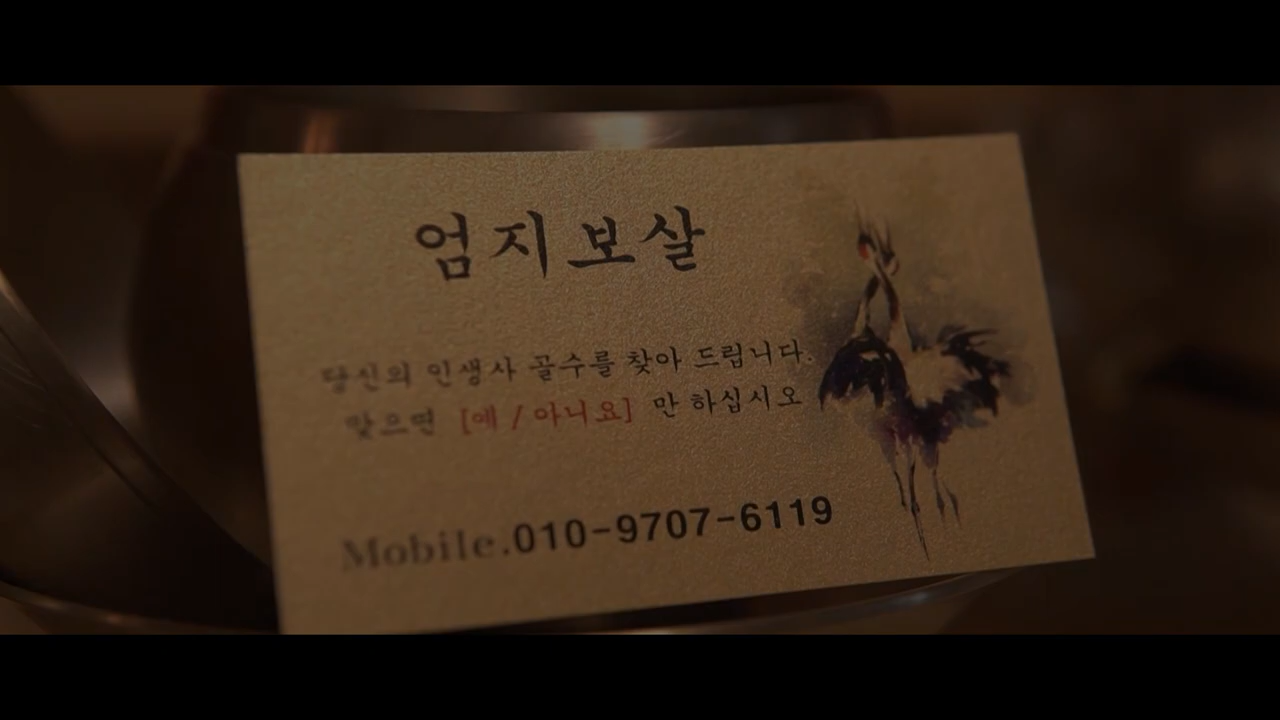 엄지보살
당신의 인생사 골수를 찾아 드립니다.
맞으면 [예 / 아니요] 만 하십시오
Mobile.010-9707-6119